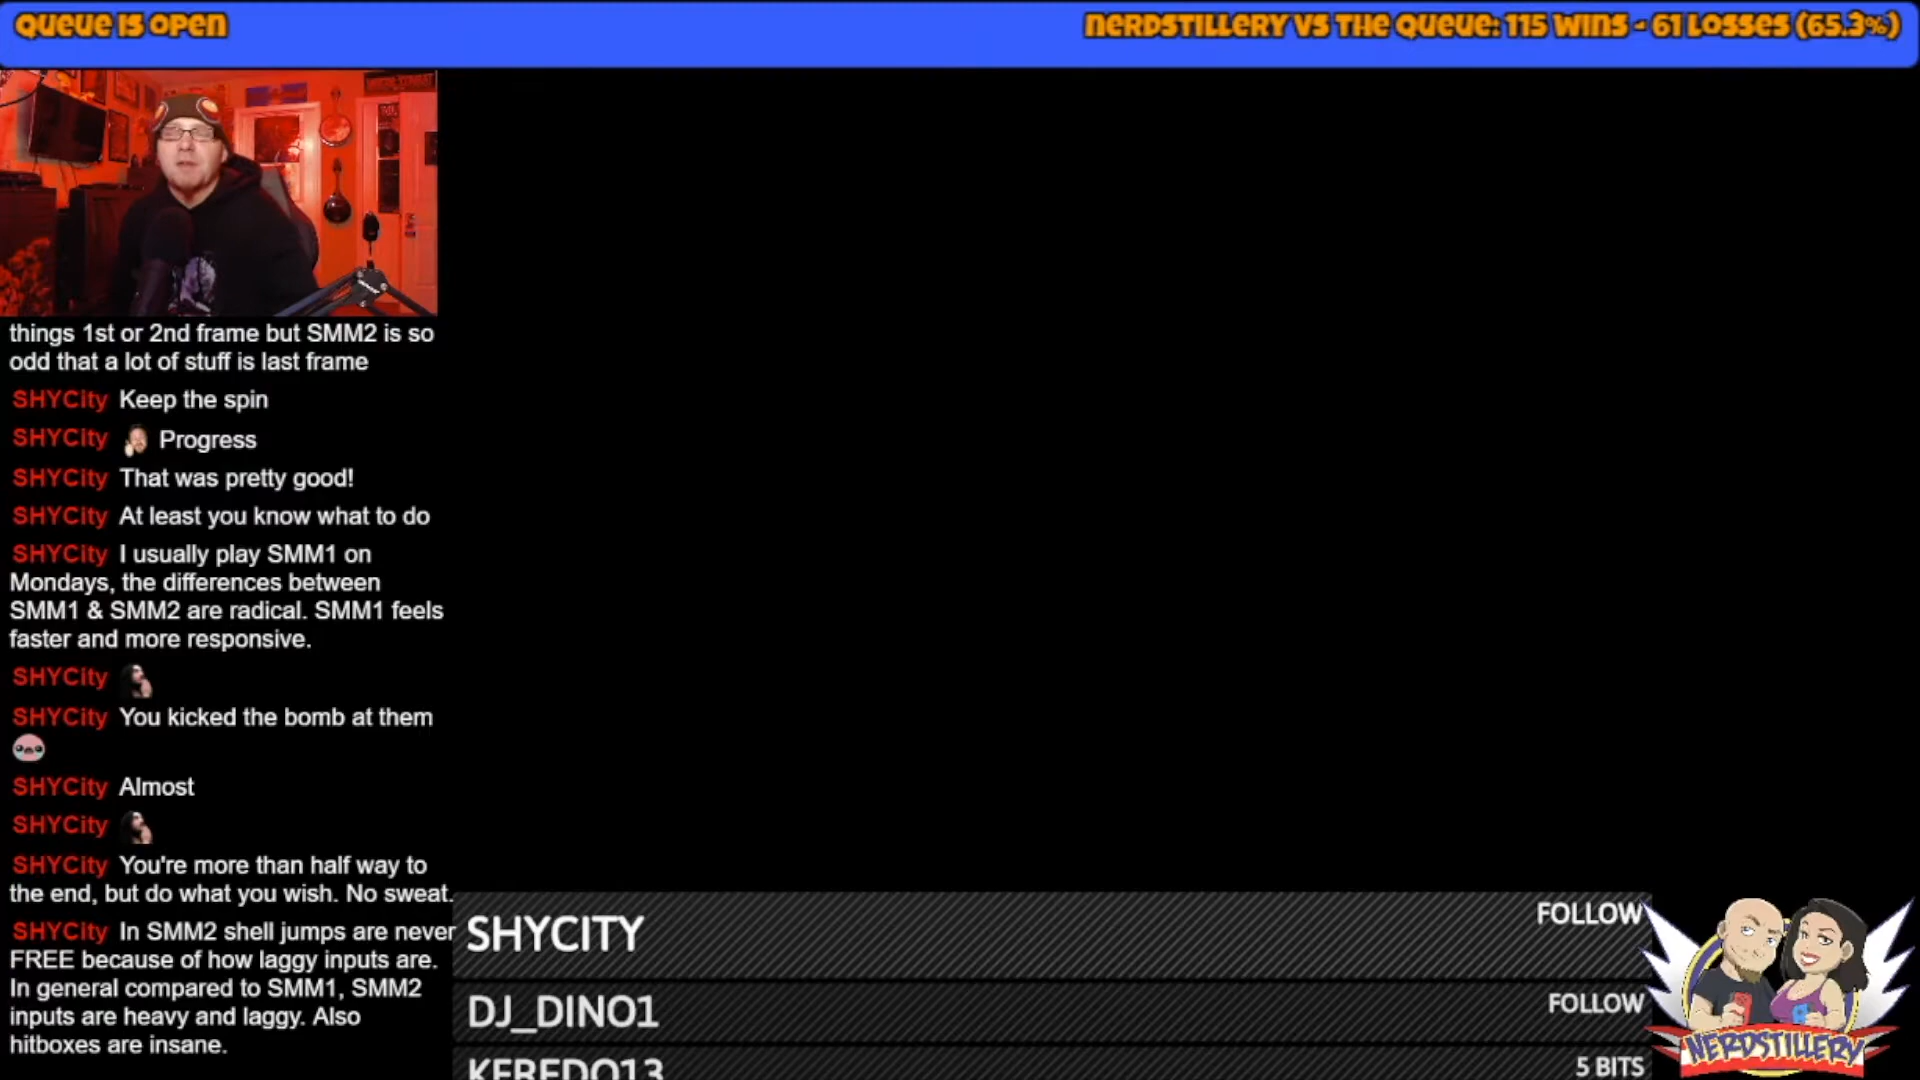 QUEUE IS OPEN
NERDSTILLERY VS THE QUEUE: 115 WINS - 61 LOSSES (65.3%)
things 1st or 2nd frame but SMM2 is so
odd that a lot of stuff is last frame
SHYCity Keep the spin
SHYCity Progress
SHYCity That was pretty good!
SHYCity At least you know what to do
SHYCity I usually play SMM1 on
Mondays, the differences between
SMM1 & SMM2 are radical. SMM1 feels
faster and more responsive.
SHYCity
SHYCity You kicked the bomb at them
SHYCity Almost
SHYCity
SHYCity You're more than half way to
the end, but do what you wish. No sweat.
SHYCity In SMM2 shell jumps are never
FREE because of how laggy inputs are.
In general compared to SMM1, SMM2
inputs are heavy and laggy. Also
hitboxes are insane.
SHYCITY FOLLOW
DJ_DINO1 FOLLOW
KFREDO13 5 BITS
NERDSTILLERY